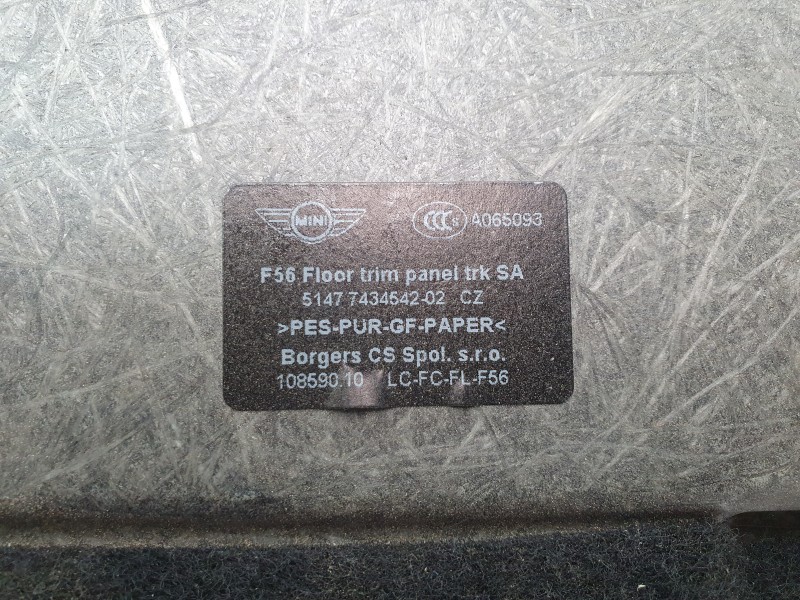 MINI CCC S A065093
F56 Floor trim panel trk SA
5147 7434542-02 CZ
>PES-PUR-GF-PAPER<
Borgers CS Spol. s.r.o.
108590.10 LC-FC-FL-F56